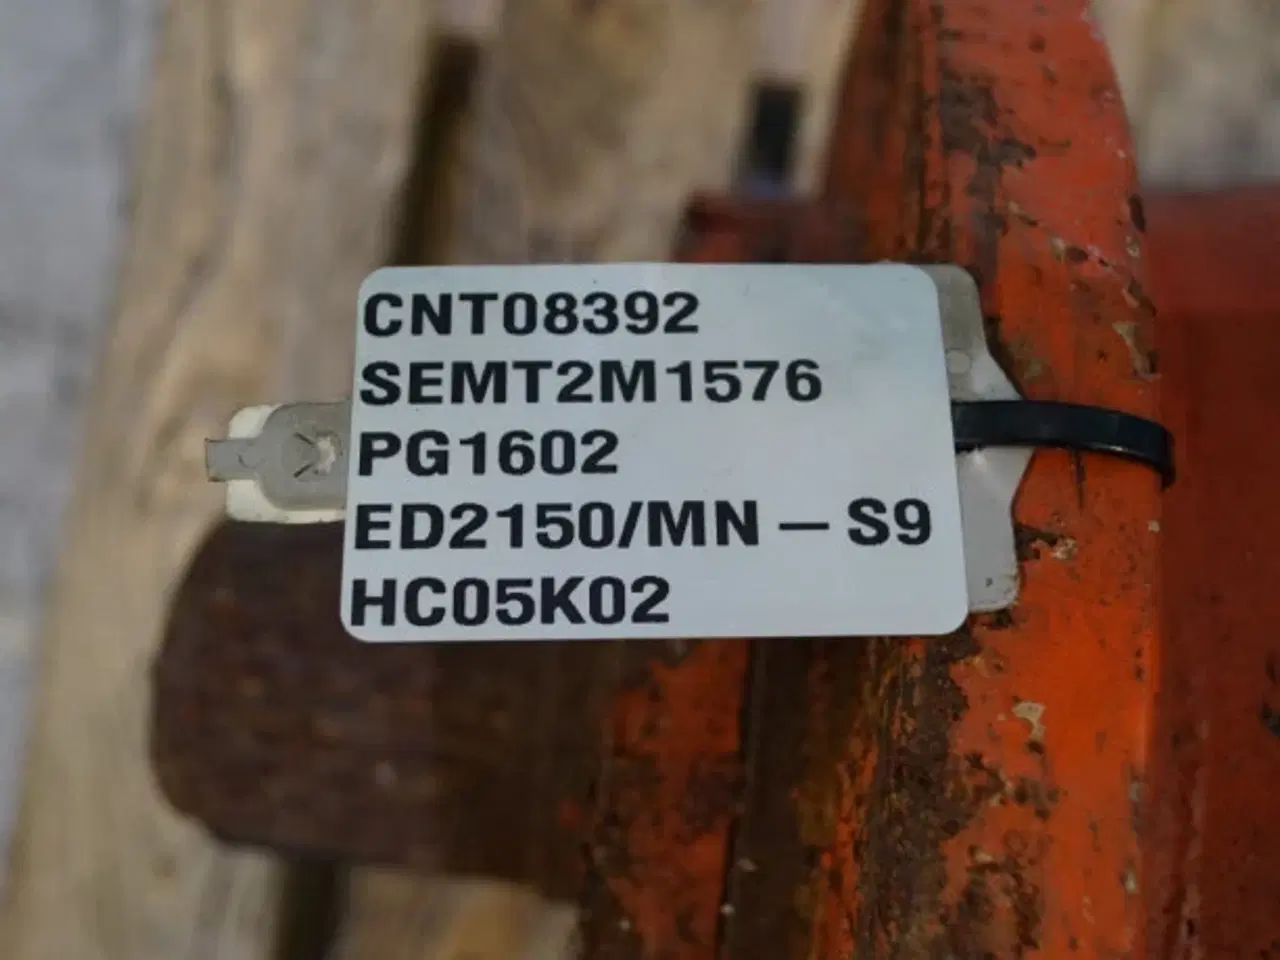 CNT08392
SEMT2M1576
PG1602
ED2150/MN – S9
HC05K02